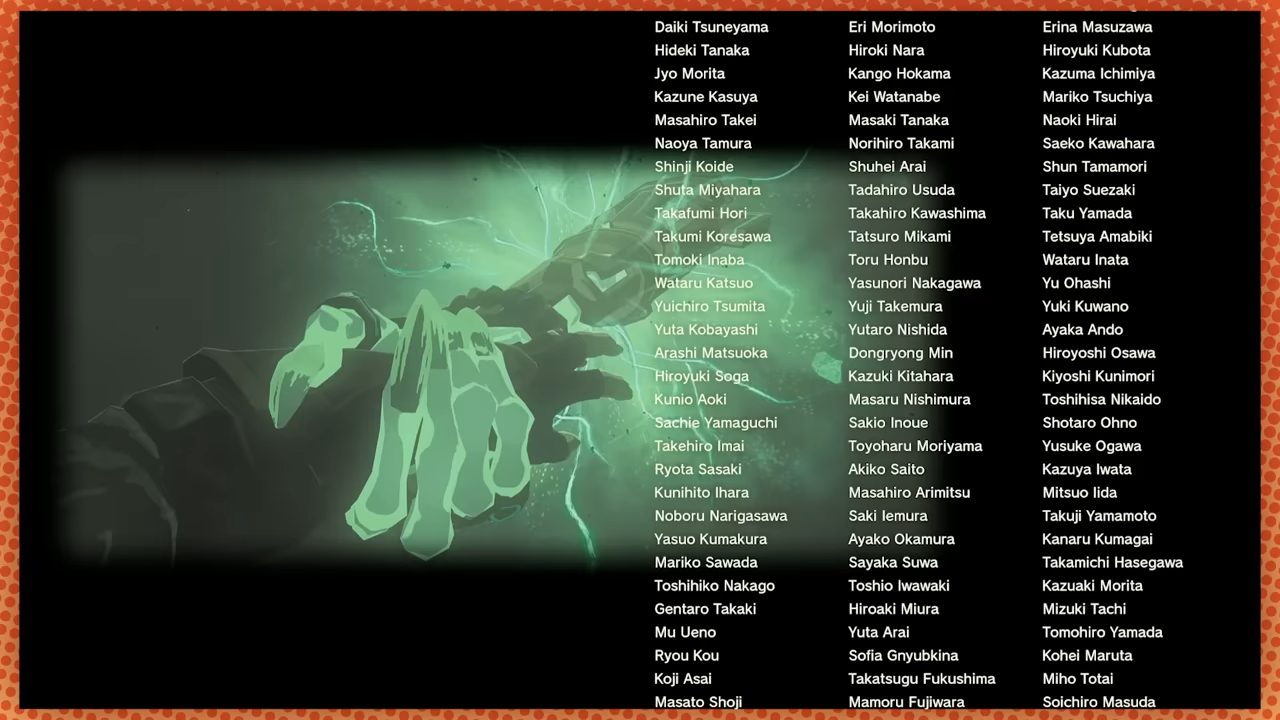 Daiki Tsuneyama Eri Morimoto Erina Masuzawa
Hideki Tanaka Hiroki Nara Hiroyuki Kubota
Jyo Morita Kango Hokama Kazuma Ichimiya
Kazune Kasuya Kei Watanabe Mariko Tsuchiya
Masahiro Takei Masaki Tanaka Naoki Hirai
Naoya Tamura Norihiro Takami Saeko Kawahara
Shinji Koide Shuhei Arai Shun Tamamori
Shuta Miyahara Tadahiro Usuda Taiyo Suezaki
Takafumi Hori Takahiro Kawashima Taku Yamada
Takumi Koresawa Tatsuro Mikami Tetsuya Amabiki
Tomoki Inaba Toru Honbu Wataru Inata
Wataru Katsuo Yasunori Nakagawa Yu Ohashi
Yuichiro Tsumita Yuji Takemura Yuki Kuwano
Yuta Kobayashi Yutaro Nishida Ayaka Ando
Arashi Matsuoka Dongryong Min Hiroyoshi Osawa
Hiroyuki Soga Kazuki Kitahara Kiyoshi Kunimori
Kunio Aoki Masaru Nishimura Toshihisa Nikaido
Sachie Yamaguchi Sakio Inoue Shotaro Ohno
Takehiro Imai Toyoharu Moriyama Yusuke Ogawa
Ryota Sasaki Akiko Saito Kazuya Iwata
Kunihito Ihara Masahiro Arimitsu Mitsuo Iida
Noboru Narigasawa Saki Iemura Takuji Yamamoto
Yasuo Kumakura Ayako Okamura Kanaru Kumagai
Mariko Sawada Sayaka Suwa Takamichi Hasegawa
Toshihiko Nakago Toshio Iwawaki Kazuaki Morita
Gentaro Takaki Hiroaki Miura Mizuki Tachi
Mu Ueno Yuta Arai Tomohiro Yamada
Ryou Kou Sofia Gnyubkina Kohei Maruta
Koji Asai Takatsugu Fukushima Miho Totai
Masato Shoji Mamoru Fujiwara Soichiro Masuda